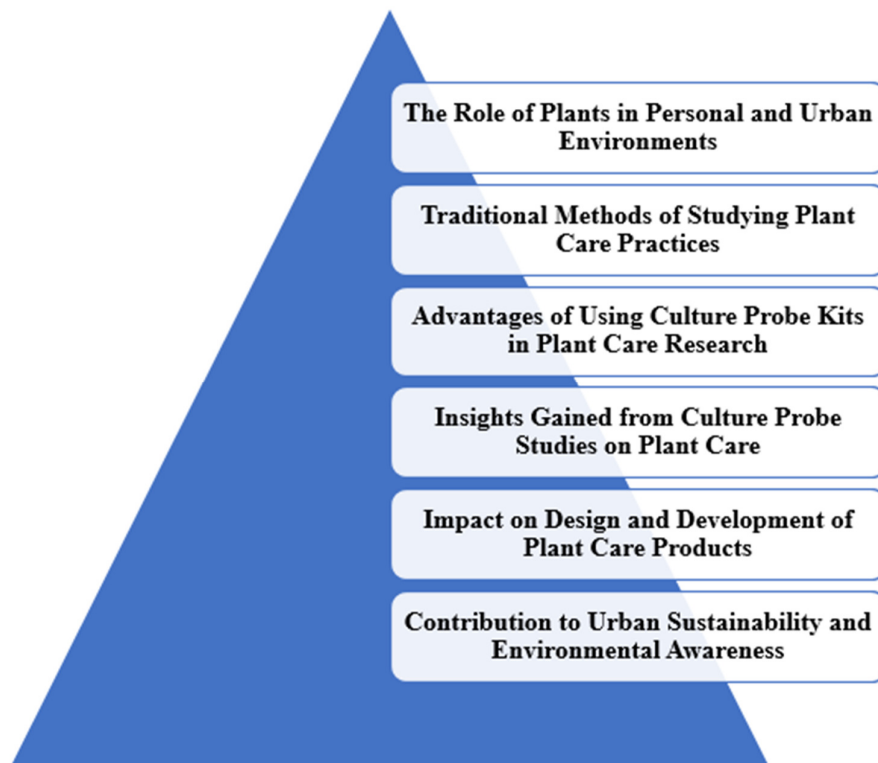 The Role of Plants in Personal and Urban
Environments
Traditional Methods of Studying Plant
Care Practices
Advantages of Using Culture Probe Kits
in Plant Care Research
Insights Gained from Culture Probe
Studies on Plant Care
Impact on Design and Development of
Plant Care Products
Contribution to Urban Sustainability and
Environmental Awareness